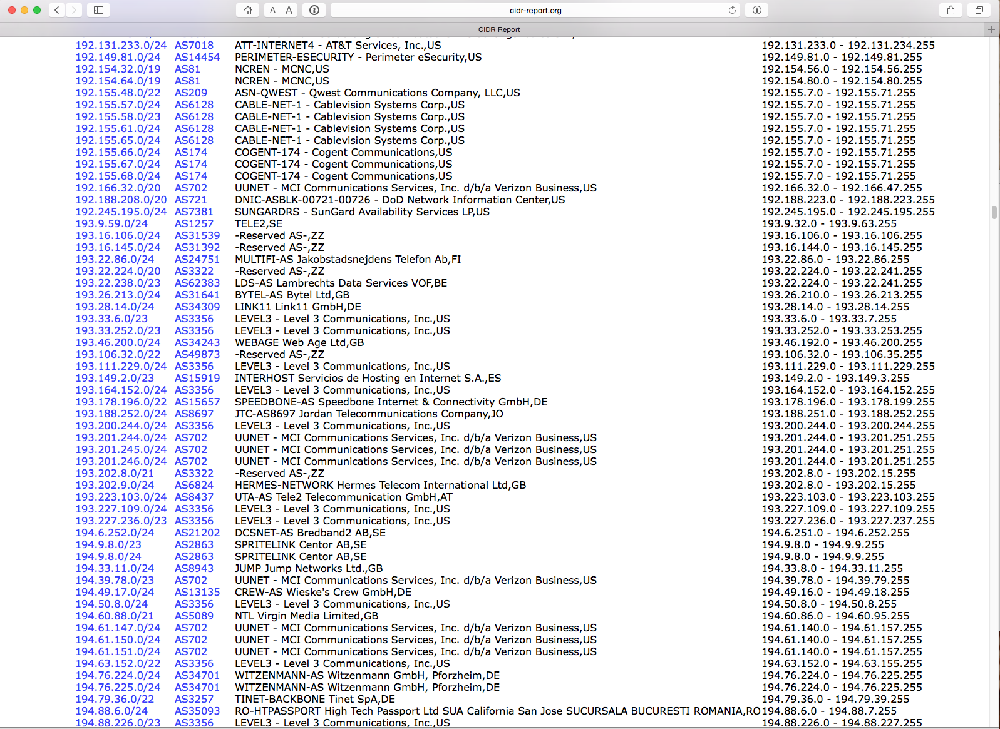 A A cidr-report.org
CIDR Report
192.131.233.0/24 AS7018 ATT-INTERNET4 - AT&T Services, Inc.,US 192.131.233.0 - 192.131.234.255
192.149.81.0/24 AS14454 PERIMETER-ESECURITY - Perimeter eSecurity,US 192.149.81.0 - 192.149.81.255
192.154.32.0/19 AS81 NCREN - MCNC,US 192.154.56.0 - 192.154.56.255
192.154.64.0/19 AS81 NCREN - MCNC,US 192.154.80.0 - 192.154.80.255
192.155.48.0/22 AS209 ASN-QWEST - Qwest Communications Company, LLC,US 192.155.7.0 - 192.155.71.255
192.155.57.0/24 AS6128 CABLE-NET-1 - Cablevision Systems Corp.,US 192.155.7.0 - 192.155.71.255
192.155.58.0/23 AS6128 CABLE-NET-1 - Cablevision Systems Corp.,US 192.155.7.0 - 192.155.71.255
192.155.61.0/24 AS6128 CABLE-NET-1 - Cablevision Systems Corp.,US 192.155.7.0 - 192.155.71.255
192.155.65.0/24 AS6128 CABLE-NET-1 - Cablevision Systems Corp.,US 192.155.7.0 - 192.155.71.255
192.155.66.0/24 AS174 COGENT-174 - Cogent Communications,US 192.155.7.0 - 192.155.71.255
192.155.67.0/24 AS174 COGENT-174 - Cogent Communications,US 192.155.7.0 - 192.155.71.255
192.155.68.0/24 AS174 COGENT-174 - Cogent Communications,US 192.155.7.0 - 192.155.71.255
192.166.32.0/20 AS702 UUNET - MCI Communications Services, Inc. d/b/a Verizon Business,US 192.166.32.0 - 192.166.47.255
192.188.208.0/20 AS721 DNIC-ASBLK-00721-00726 - DoD Network Information Center,US 192.188.223.0 - 192.188.223.255
192.245.195.0/24 AS7381 SUNGARDRS - SunGard Availability Services LP,US 192.245.195.0 - 192.245.195.255
193.9.59.0/24 AS1257 TELE2,SE 193.9.32.0 - 193.9.63.255
193.16.106.0/24 AS31539 -Reserved AS-,ZZ 193.16.106.0 - 193.16.106.255
193.16.145.0/24 AS31392 -Reserved AS-,ZZ 193.16.144.0 - 193.16.145.255
193.22.86.0/24 AS24751 MULTIFI-AS Jakobstadsnejdens Telefon Ab,FI 193.22.86.0 - 193.22.86.255
193.22.224.0/20 AS3322 -Reserved AS-,ZZ 193.22.224.0 - 193.22.241.255
193.22.238.0/23 AS62383 LDS-AS Lambrechts Data Services VOF,BE 193.22.224.0 - 193.22.241.255
193.26.213.0/24 AS31641 BYTEL-AS Bytel Ltd,GB 193.26.210.0 - 193.26.213.255
193.28.14.0/24 AS34309 LINK11 Link11 GmbH,DE 193.28.14.0 - 193.28.14.255
193.33.6.0/23 AS3356 LEVEL3 - Level 3 Communications, Inc.,US 193.33.6.0 - 193.33.7.255
193.33.252.0/23 AS3356 LEVEL3 - Level 3 Communications, Inc.,US 193.33.252.0 - 193.33.253.255
193.46.200.0/24 AS34243 WEBAGE Web Age Ltd,GB 193.46.192.0 - 193.46.200.255
193.106.32.0/22 AS49873 -Reserved AS-,ZZ 193.106.32.0 - 193.106.35.255
193.111.229.0/24 AS3356 LEVEL3 - Level 3 Communications, Inc.,US 193.111.229.0 - 193.111.229.255
193.149.2.0/23 AS15919 INTERHOST Servicios de Hosting en Internet S.A.,ES 193.149.2.0 - 193.149.3.255
193.164.152.0/24 AS3356 LEVEL3 - Level 3 Communications, Inc.,US 193.164.152.0 - 193.164.152.255
193.178.196.0/22 AS15657 SPEEDBONE-AS Speedbone Internet & Connectivity GmbH,DE 193.178.196.0 - 193.178.199.255
193.188.252.0/24 AS8697 JTC-AS8697 Jordan Telecommunications Company,JO 193.188.251.0 - 193.188.252.255
193.200.244.0/24 AS3356 LEVEL3 - Level 3 Communications, Inc.,US 193.200.244.0 - 193.200.244.255
193.201.244.0/24 AS702 UUNET - MCI Communications Services, Inc. d/b/a Verizon Business,US 193.201.244.0 - 193.201.251.255
193.201.245.0/24 AS702 UUNET - MCI Communications Services, Inc. d/b/a Verizon Business,US 193.201.244.0 - 193.201.251.255
193.201.246.0/24 AS702 UUNET - MCI Communications Services, Inc. d/b/a Verizon Business,US 193.201.244.0 - 193.201.251.255
193.202.8.0/21 AS3322 -Reserved AS-,ZZ 193.202.8.0 - 193.202.15.255
193.202.9.0/24 AS6824 HERMES-NETWORK Hermes Telecom International Ltd,GB 193.202.8.0 - 193.202.15.255
193.223.103.0/24 AS8437 UTA-AS Tele2 Telecommunication GmbH,AT 193.223.103.0 - 193.223.103.255
193.227.109.0/24 AS3356 LEVEL3 - Level 3 Communications, Inc.,US 193.227.109.0 - 193.227.109.255
193.227.236.0/23 AS3356 LEVEL3 - Level 3 Communications, Inc.,US 193.227.236.0 - 193.227.237.255
194.6.252.0/24 AS21202 DCSNET-AS Bredband2 AB,SE 194.6.251.0 - 194.6.252.255
194.9.8.0/23 AS2863 SPRITELINK Centor AB,SE 194.9.8.0 - 194.9.9.255
194.9.8.0/24 AS2863 SPRITELINK Centor AB,SE 194.9.8.0 - 194.9.9.255
194.33.11.0/24 AS8943 JUMP Jump Networks Ltd.,GB 194.33.8.0 - 194.33.11.255
194.39.78.0/23 AS702 UUNET - MCI Communications Services, Inc. d/b/a Verizon Business,US 194.39.78.0 - 194.39.79.255
194.49.17.0/24 AS13135 CREW-AS Wieske's Crew GmbH,DE 194.49.16.0 - 194.49.18.255
194.50.8.0/24 AS3356 LEVEL3 - Level 3 Communications, Inc.,US 194.50.8.0 - 194.50.8.255
194.60.88.0/21 AS5089 NTL Virgin Media Limited,GB 194.60.86.0 - 194.60.95.255
194.61.147.0/24 AS702 UUNET - MCI Communications Services, Inc. d/b/a Verizon Business,US 194.61.140.0 - 194.61.157.255
194.61.150.0/24 AS702 UUNET - MCI Communications Services, Inc. d/b/a Verizon Business,US 194.61.140.0 - 194.61.157.255
194.61.151.0/24 AS702 UUNET - MCI Communications Services, Inc. d/b/a Verizon Business,US 194.61.140.0 - 194.61.157.255
194.63.152.0/22 AS3356 LEVEL3 - Level 3 Communications, Inc.,US 194.63.152.0 - 194.63.155.255
194.76.224.0/24 AS34701 WITZENMANN-AS Witzenmann GmbH, Pforzheim,DE 194.76.224.0 - 194.76.225.255
194.76.225.0/24 AS34701 WITZENMANN-AS Witzenmann GmbH, Pforzheim,DE 194.76.224.0 - 194.76.225.255
194.79.36.0/22 AS3257 TINET-BACKBONE Tinet SpA,DE 194.79.36.0 - 194.79.39.255
194.88.6.0/24 AS35093 RO-HTPASSPORT High Tech Passport Ltd SUA California San Jose SUCURSALA BUCURESTI ROMANIA,RO 194.88.6.0 - 194.88.7.255
194.88.226.0/23 AS3356 LEVEL3 - Level 3 Communications, Inc.,US 194.88.226.0 - 194.88.227.255